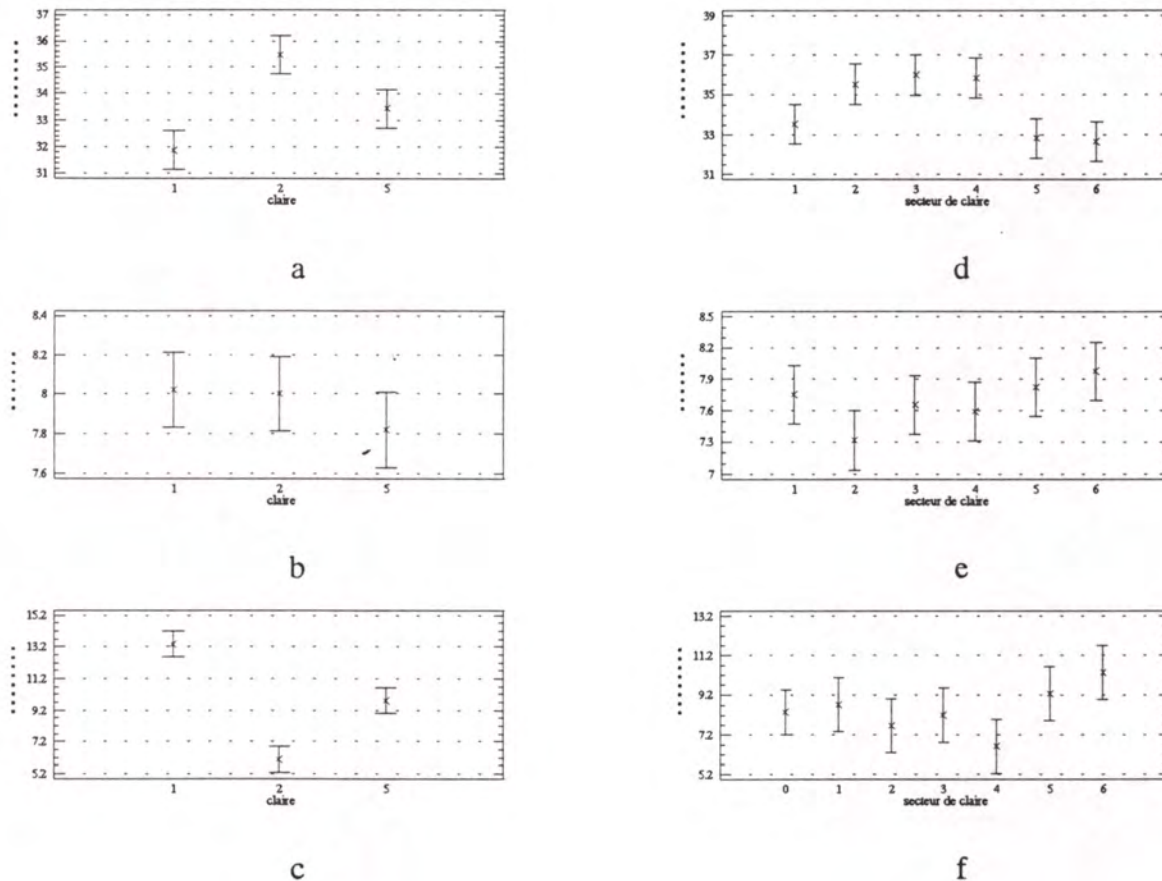 37
36
35
34
33
32
31
1 2 5
claire
a
39
37
35
33
31
1 2 3 4 5 6
secteur de claire
d
8.4
8.2
8
7.8
7.6
1 2 5
claire
b
8.5
8.2
7.9
7.6
7.3
7
1 2 3 4 5 6
secteur de claire
e
15.2
13.2
11.2
9.2
7.2
5.2
1 2 5
claire
c
13.2
11.2
9.2
7.2
5.2
0 1 2 3 4 5 6
secteur de claire
f